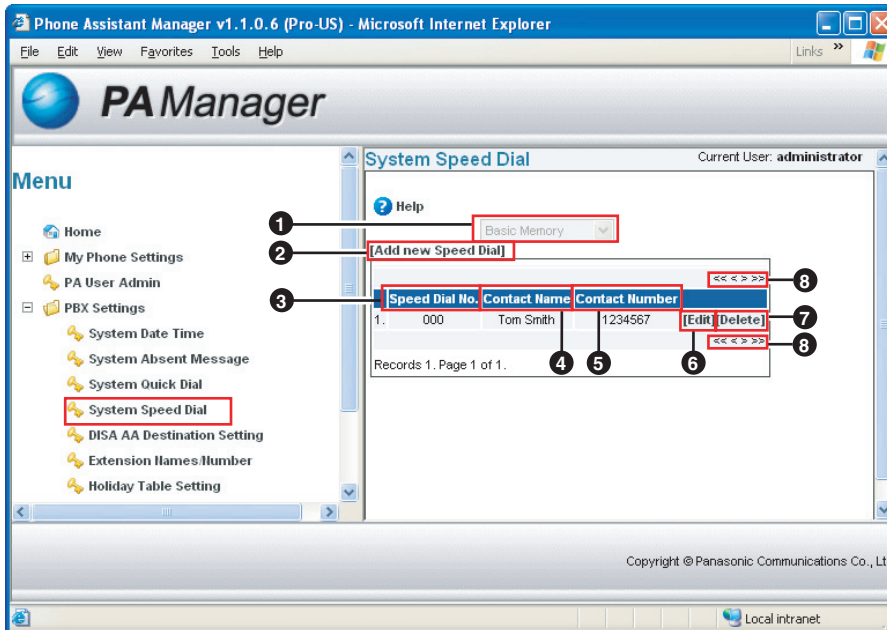 Phone Assistant Manager v1.1.0.6 (Pro-US) - Microsoft Internet Explorer
File Edit View Favorites Tools Help Links »
PA Manager
Menu
Home
My Phone Settings
PA User Admin
PBX Settings
System Date Time
System Absent Message
System Quick Dial
System Speed Dial
DISA AA Destination Setting
Extension Names/Number
Holiday Table Setting
System Speed Dial Current User: administrator
? Help
1 Basic Memory
2 [Add new Speed Dial]
<< < > >> 8
3 Speed Dial No. Contact Name Contact Number
1. 000 Tom Smith 1234567 [Edit] [Delete] 7
<< < > >> 8
4 5 6
Records 1. Page 1 of 1.
Copyright © Panasonic Communications Co., Lt
Local intranet